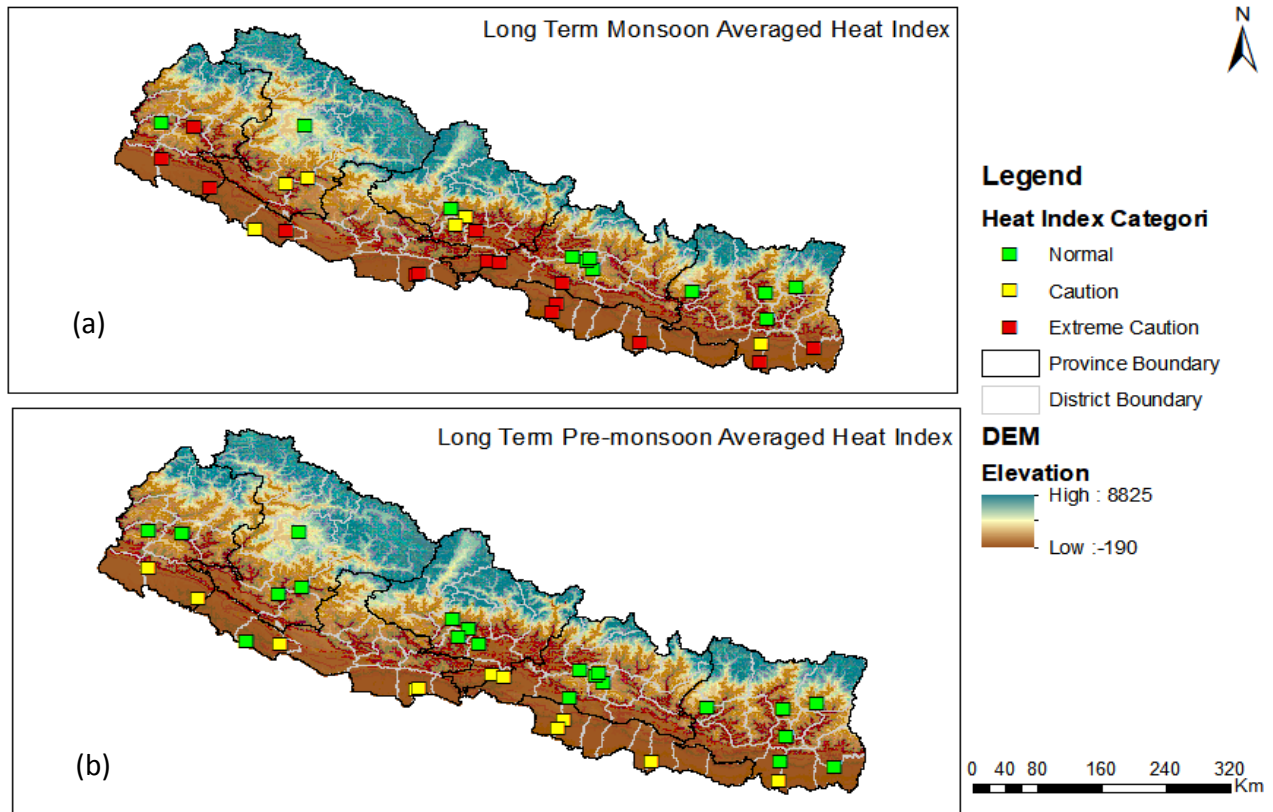 Long Term Monsoon Averaged Heat Index
(a)
Long Term Pre-monsoon Averaged Heat Index
(b)
N
Legend
Heat Index Categori
Normal
Caution
Extreme Caution
Province Boundary
District Boundary
DEM
Elevation
High : 8825
Low :-190
0 40 80 160 240 320
Km